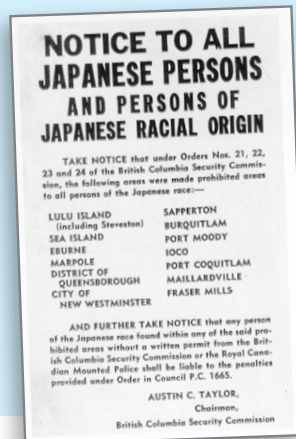 NOTICE TO ALL
JAPANESE PERSONS
AND PERSONS OF
JAPANESE RACIAL ORIGIN
TAKE NOTICE that under Orders Nos. 21, 22,
23 and 24 of the British Columbia Security Commis-
sion, the following areas were made prohibited areas
to all persons of the Japanese race:—
LULU ISLAND
(including Steveston)
SEA ISLAND
EBURNE
MARPOLE
DISTRICT OF
QUEENSBOROUGH
CITY OF
NEW WESTMINSTER
SAPPERTON
BURQUITLAM
PORT MOODY
IOCO
PORT COQUITLAM
MAILLARDVILLE
FRASER MILLS
AND FURTHER TAKE NOTICE that any person
of the Japanese race found within any of the said pro-
hibited areas without a written permit from the Brit-
ish Columbia Security Commission or the Royal Cana-
dian Mounted Police shall be liable to the penalties
provided under Order in Council P.C. 1665.
AUSTIN C. TAYLOR,
Chairman,
British Columbia Security Commission